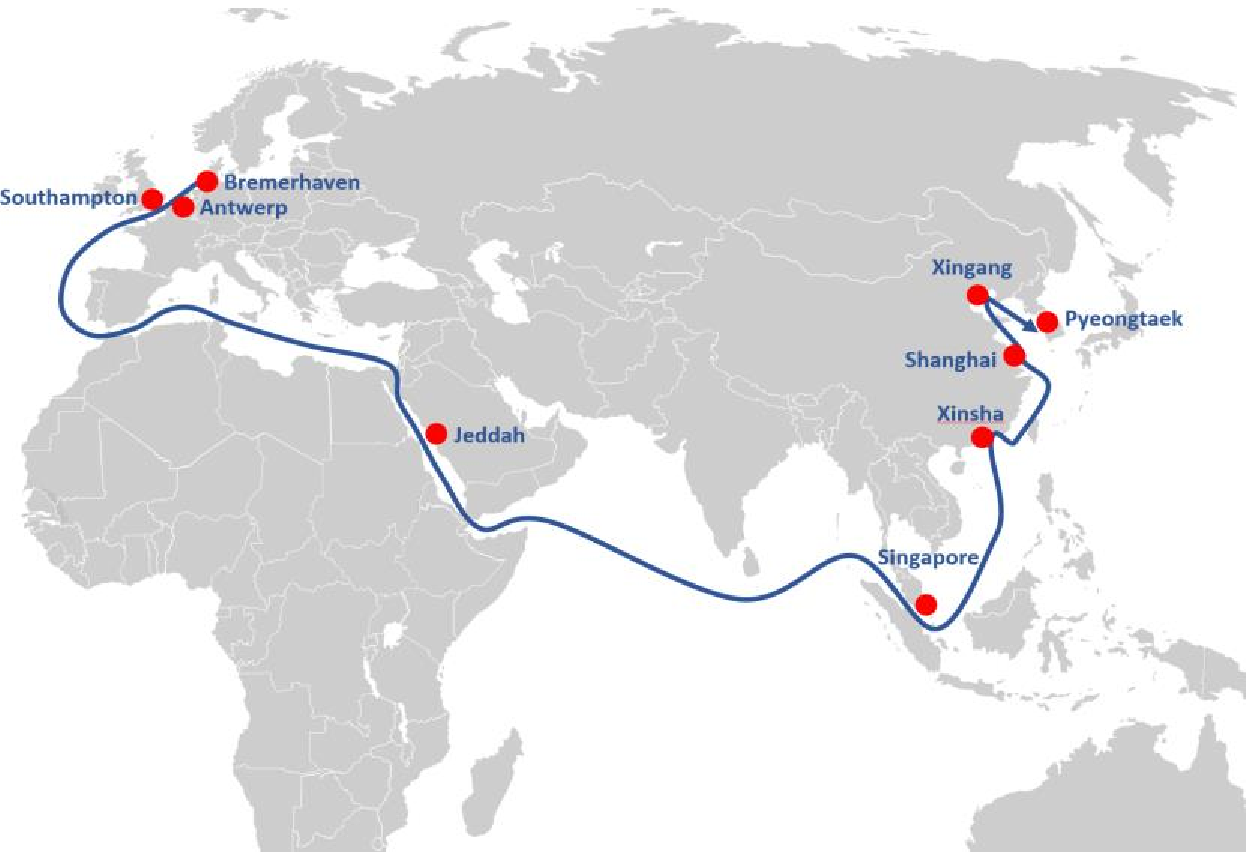 Bremerhaven
Southampton
Antwerp
Xingang
Pyeongtaek
Shanghai
Xinsha
Jeddah
Singapore